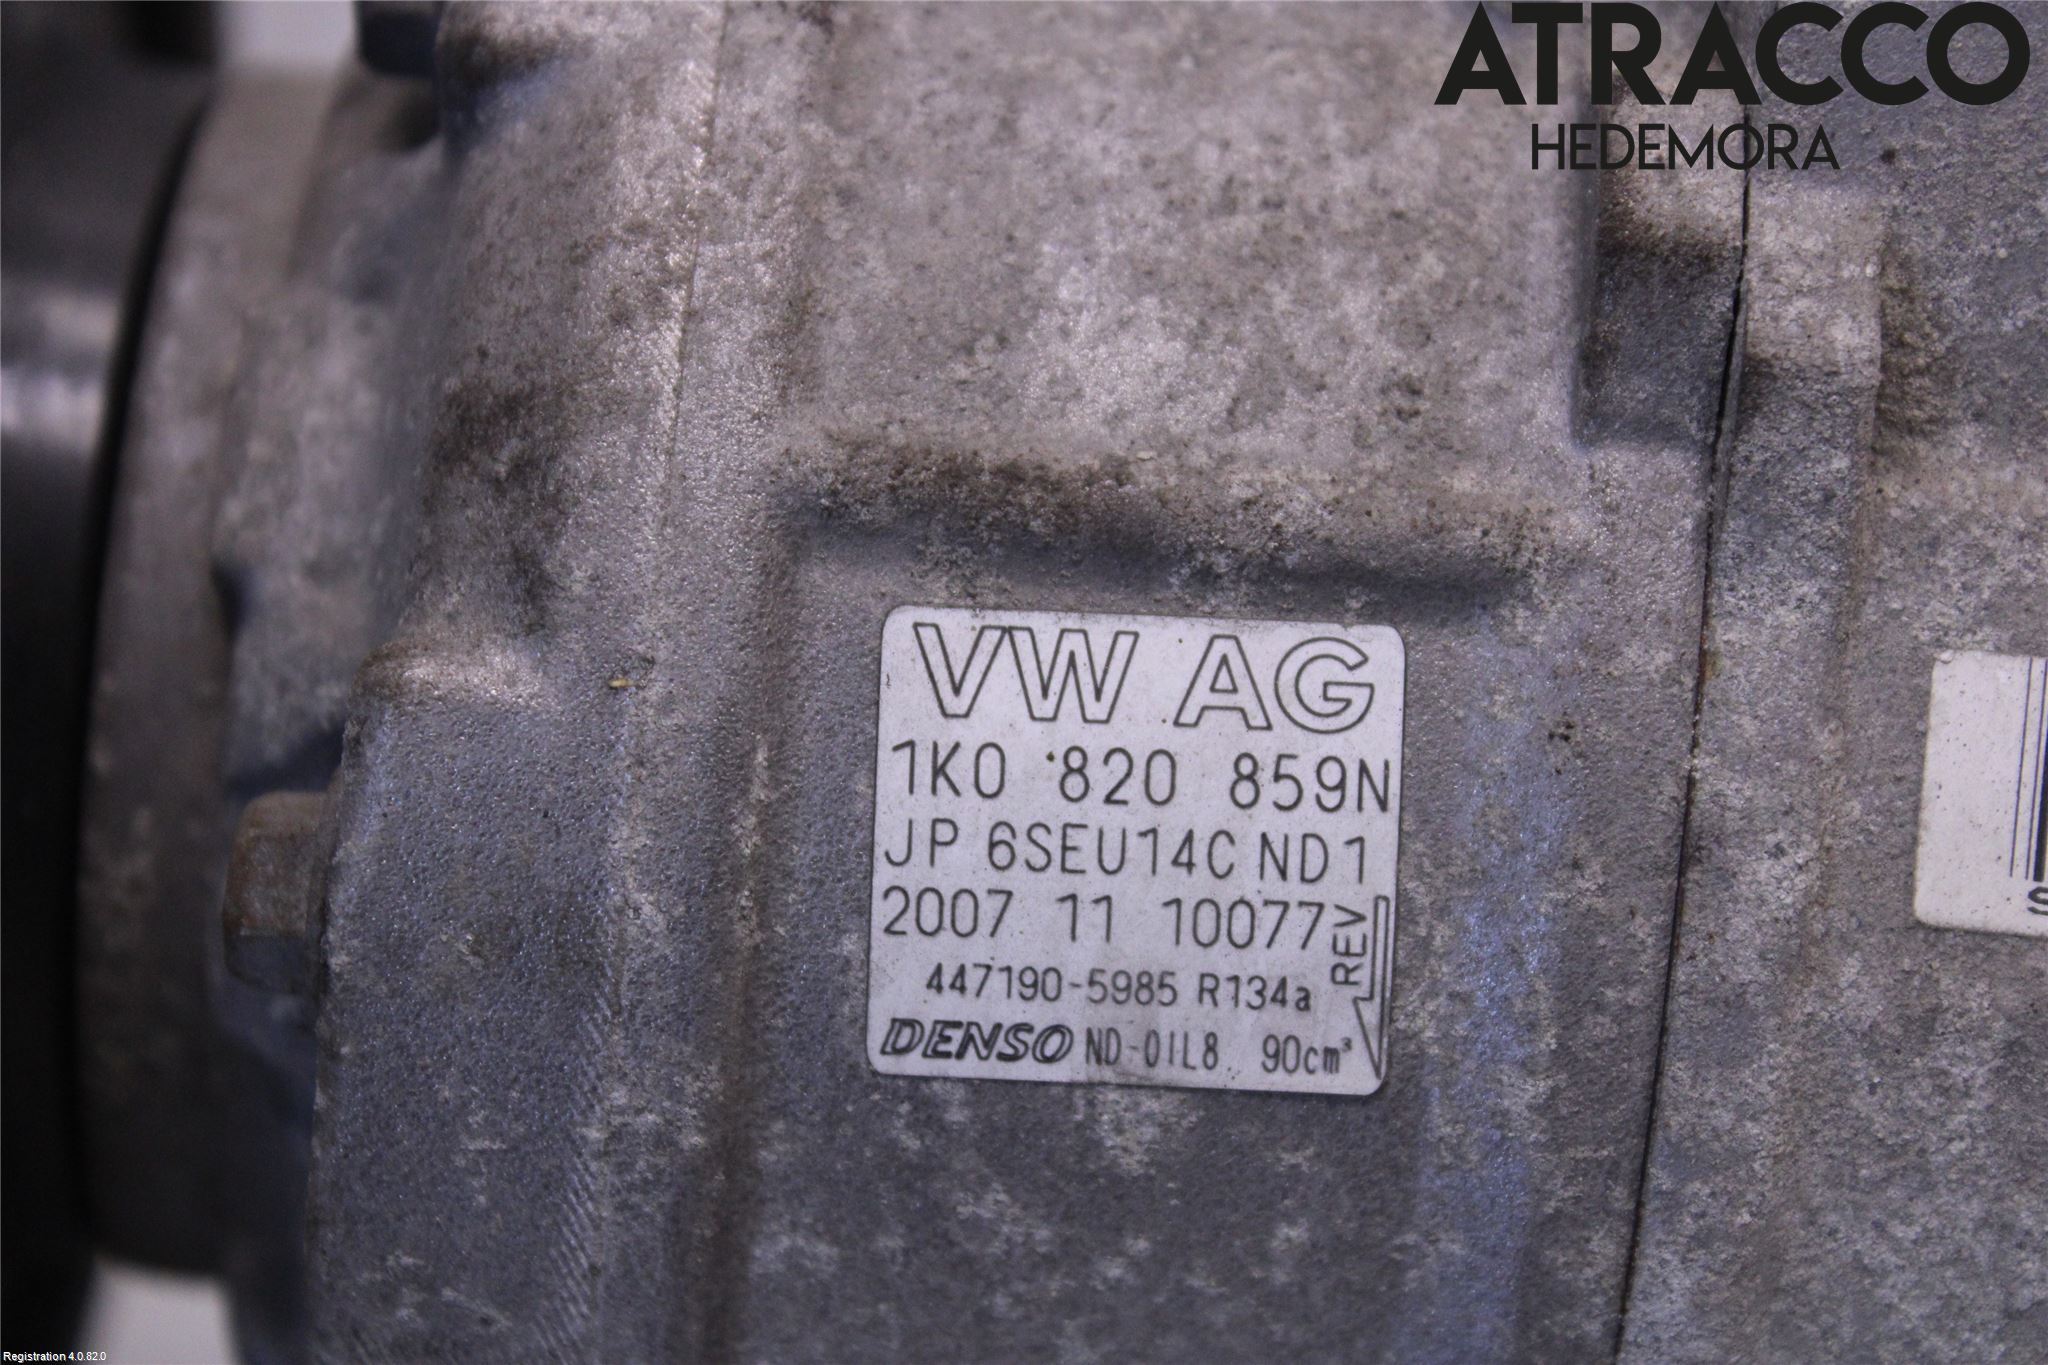 ATRACCO
HEDEMORA
VW AG
1K0 820 859N
JP 6SEU14C ND1
2007 11 10077
REV
447190-5985 R134a
DENSO ND-OIL8 90cm³
S
Registration 4.0.82.0